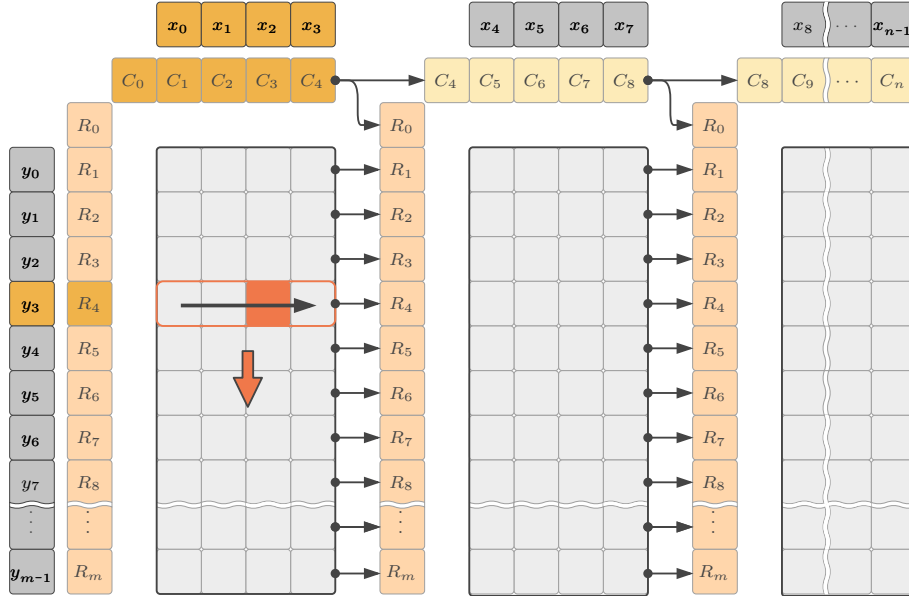 x₀ x₁ x₂ x₃ x₄ x₅ x₆ x₇ x₈ ··· xₙ₋₁
C₀ C₁ C₂ C₃ C₄ C₄ C₅ C₆ C₇ C₈ C₈ C₉ ··· Cₙ
R₀ R₀ R₀
y₀ R₁ R₁ R₁
y₁ R₂ R₂ R₂
y₂ R₃ R₃ R₃
y₃ R₄ R₄ R₄
y₄ R₅ R₅ R₅
y₅ R₆ R₆ R₆
y₆ R₇ R₇ R₇
y₇ R₈ R₈ R₈
⋮ ⋮ ⋮ ⋮
yₘ₋₁ Rₘ Rₘ Rₘ